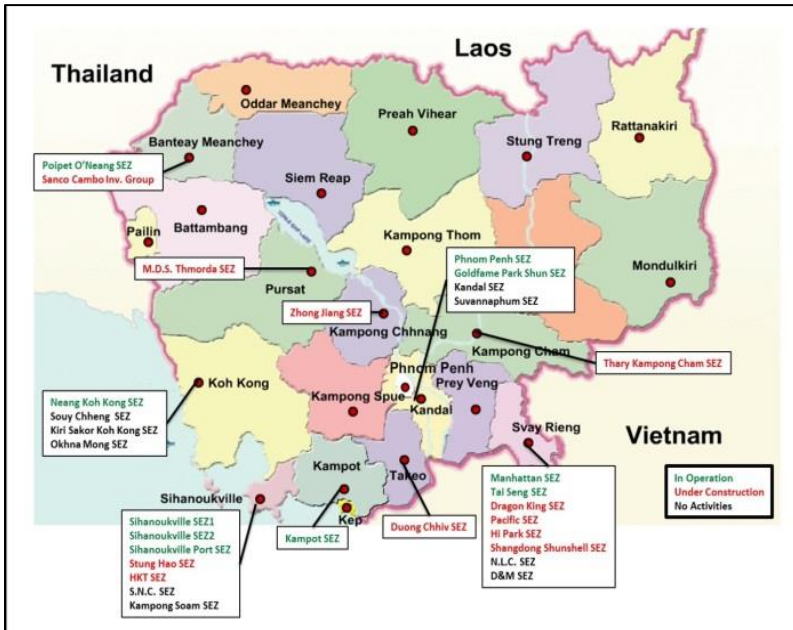 Laos
Thailand
Oddar Meanchey
Preah Vihear
Stung Treng
Rattanakiri
Banteay Meanchey
Poipet O'Neang SEZ
Sanco Cambo Inv. Group
Siem Reap
Battambang
Pailin
TONLE SAP LAKE
Kampong Thom
Mondulkiri
Phnom Penh SEZ
Goldfame Park Shun SEZ
Kandal SEZ
Suvannaphum SEZ
M.D.S. Thmorda SEZ
Pursat
Zhong Jiang SEZ
Kampong Chhnang
Kampong Cham
Thary Kampong Cham SEZ
Koh Kong
Phnom Penh
Prey Veng
Kampong Spue
Kandal
Neang Koh Kong SEZ
Souy Chheng SEZ
Kiri Sakor Koh Kong SEZ
Okhna Mong SEZ
Svay Rieng
Vietnam
Kampot
Takeo
Sihanoukville
Kep
Manhattan SEZ
Tai Seng SEZ
Dragon King SEZ
Pacific SEZ
Hi Park SEZ
Shangdong Shunshell SEZ
N.L.C. SEZ
D&M SEZ
In Operation
Under Construction
No Activities
Sihanoukville SEZ1
Sihanoukville SEZ2
Sihanoukville Port SEZ
Stung Hao SEZ
HKT SEZ
S.N.C. SEZ
Kampong Soam SEZ
Kampot SEZ
Duong Chhiv SEZ